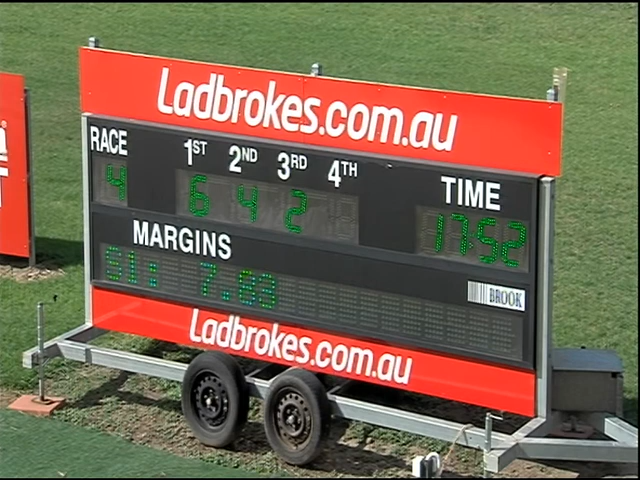 Ladbrokes.com.au
RACE 1ST 2ND 3RD 4TH TIME
4 6 4 2 17.52
MARGINS
S1: 7.83
BROOK
Ladbrokes.com.au